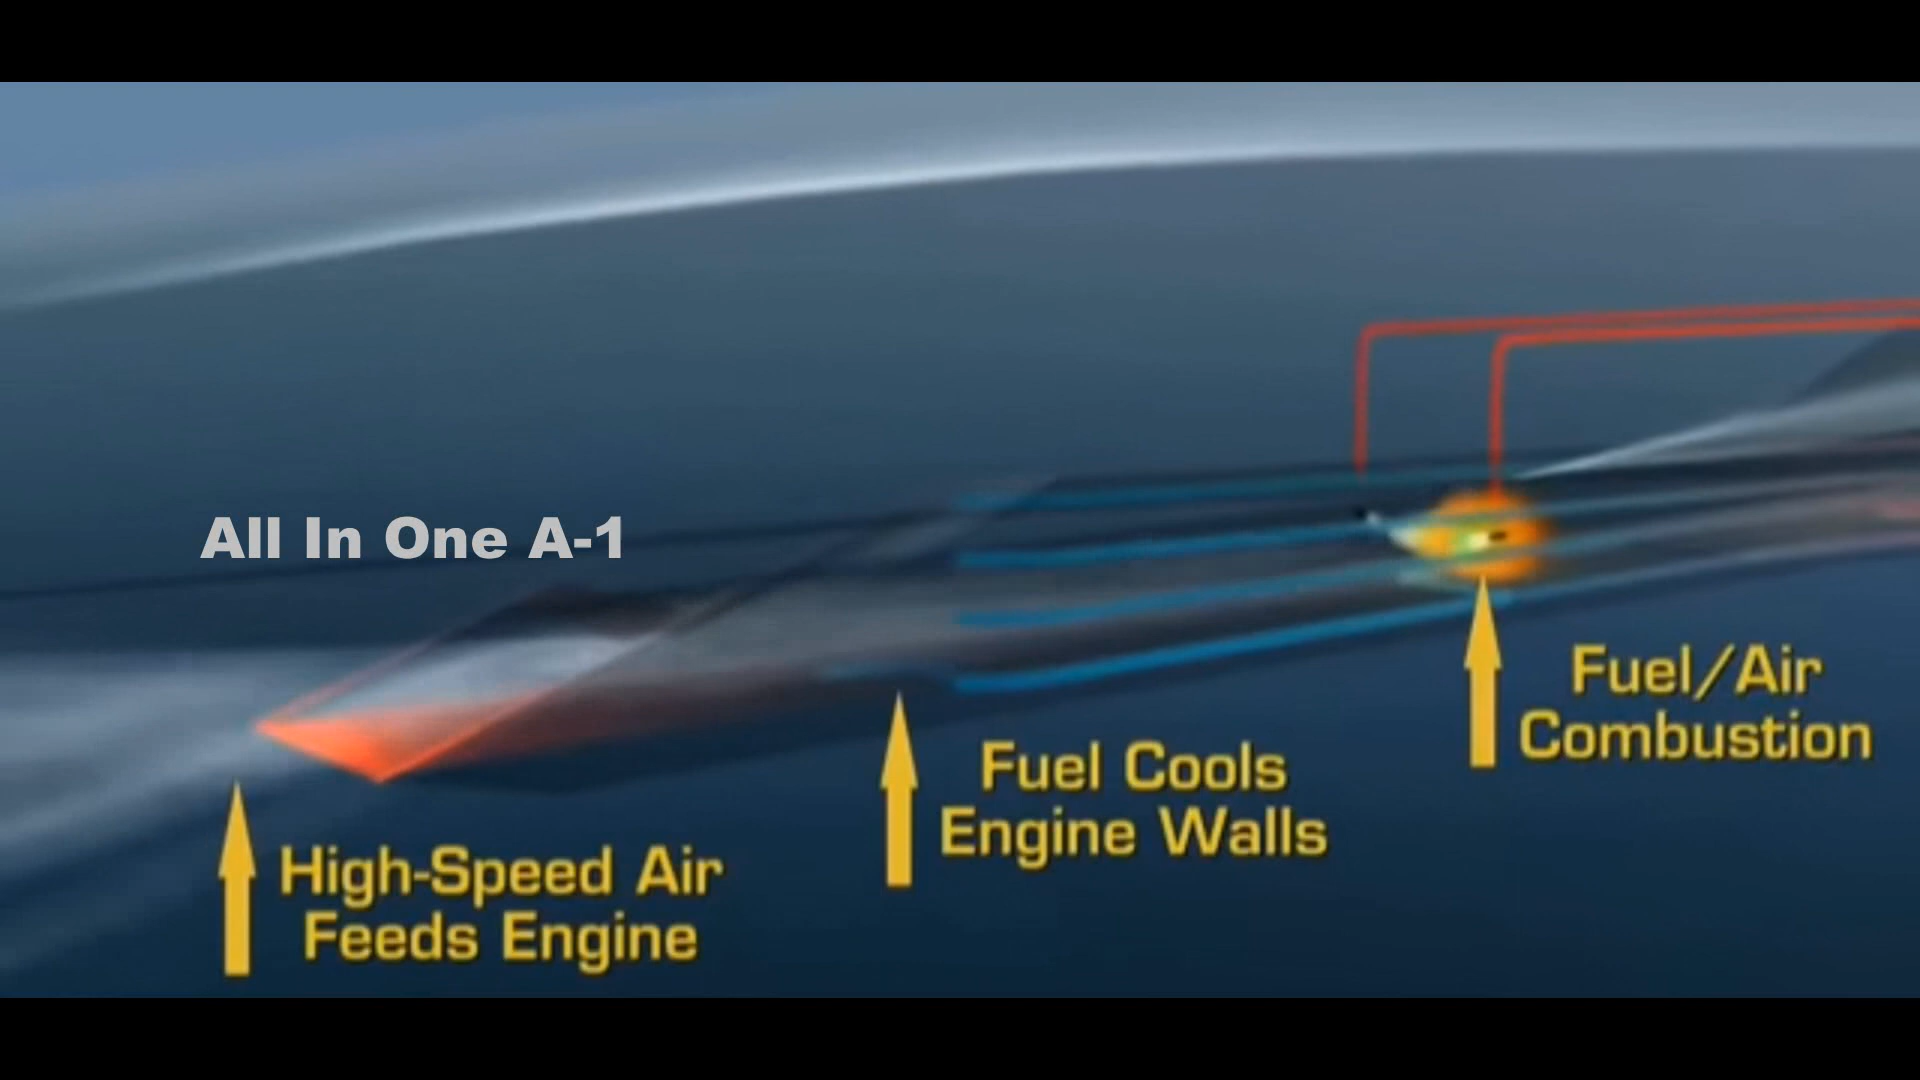 All In One A-1
High-Speed Air
Feeds Engine
Fuel Cools
Engine Walls
Fuel/Air
Combustion